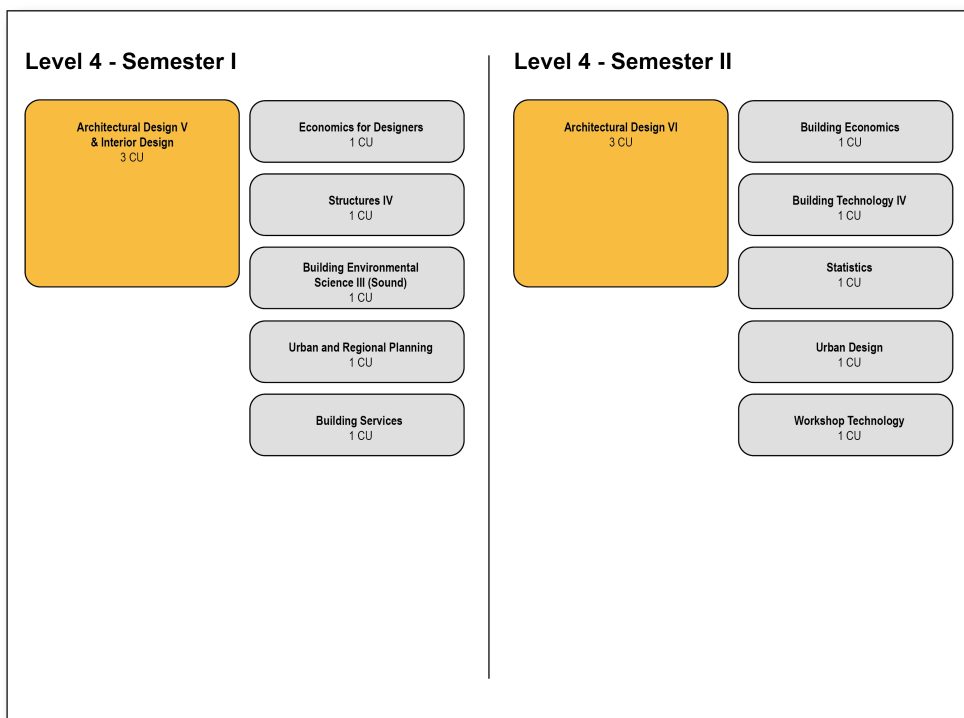 Level 4 - Semester I
Architectural Design V
& Interior Design
3 CU
Economics for Designers
1 CU
Structures IV
1 CU
Building Environmental
Science III (Sound)
1 CU
Urban and Regional Planning
1 CU
Building Services
1 CU
Level 4 - Semester II
Architectural Design VI
3 CU
Building Economics
1 CU
Building Technology IV
1 CU
Statistics
1 CU
Urban Design
1 CU
Workshop Technology
1 CU